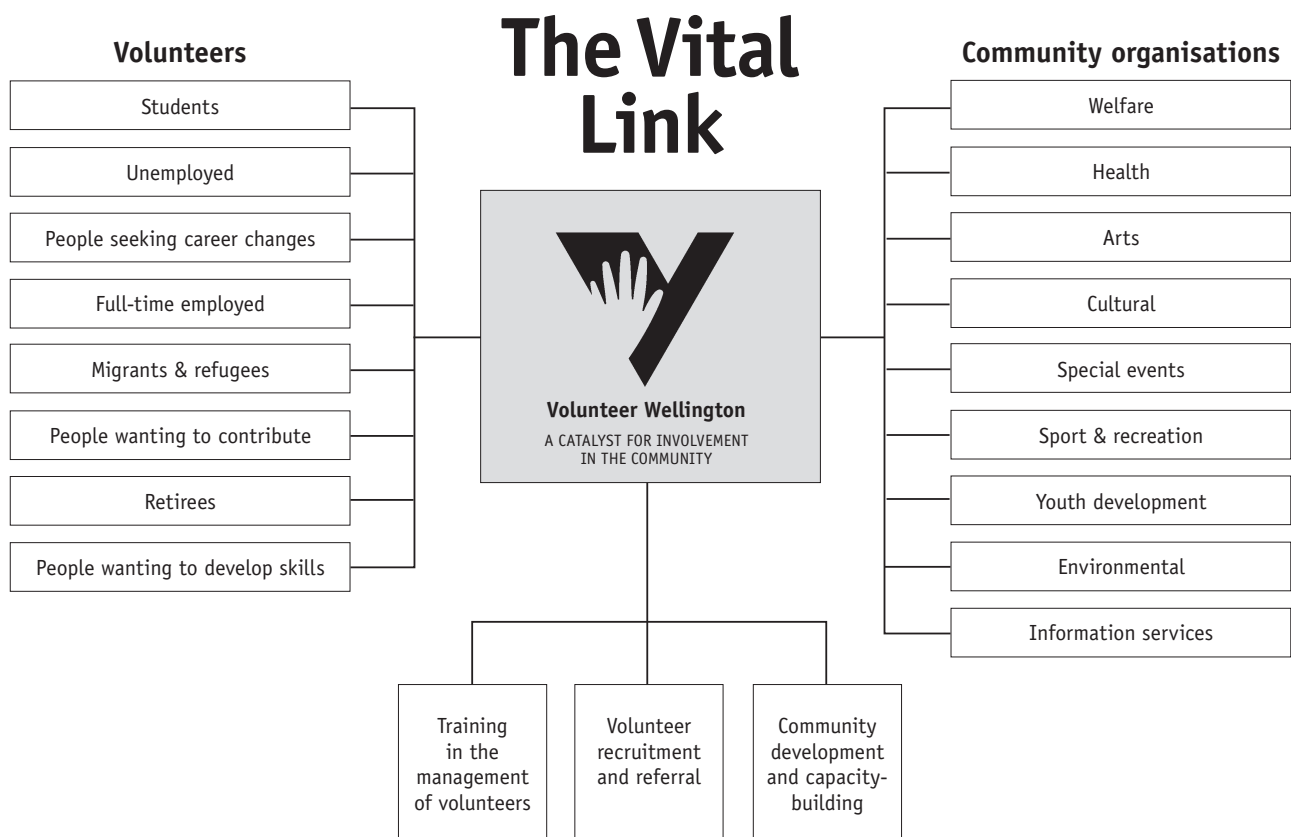 The Vital
Link
Volunteers
Students
Unemployed
People seeking career changes
Full-time employed
Migrants & refugees
People wanting to contribute
Retirees
People wanting to develop skills
Volunteer Wellington
A CATALYST FOR INVOLVEMENT
IN THE COMMUNITY
Community organisations
Welfare
Health
Arts
Cultural
Special events
Sport & recreation
Youth development
Environmental
Information services
Training
in the
management
of volunteers
Volunteer
recruitment
and referral
Community
development
and capacity-
building